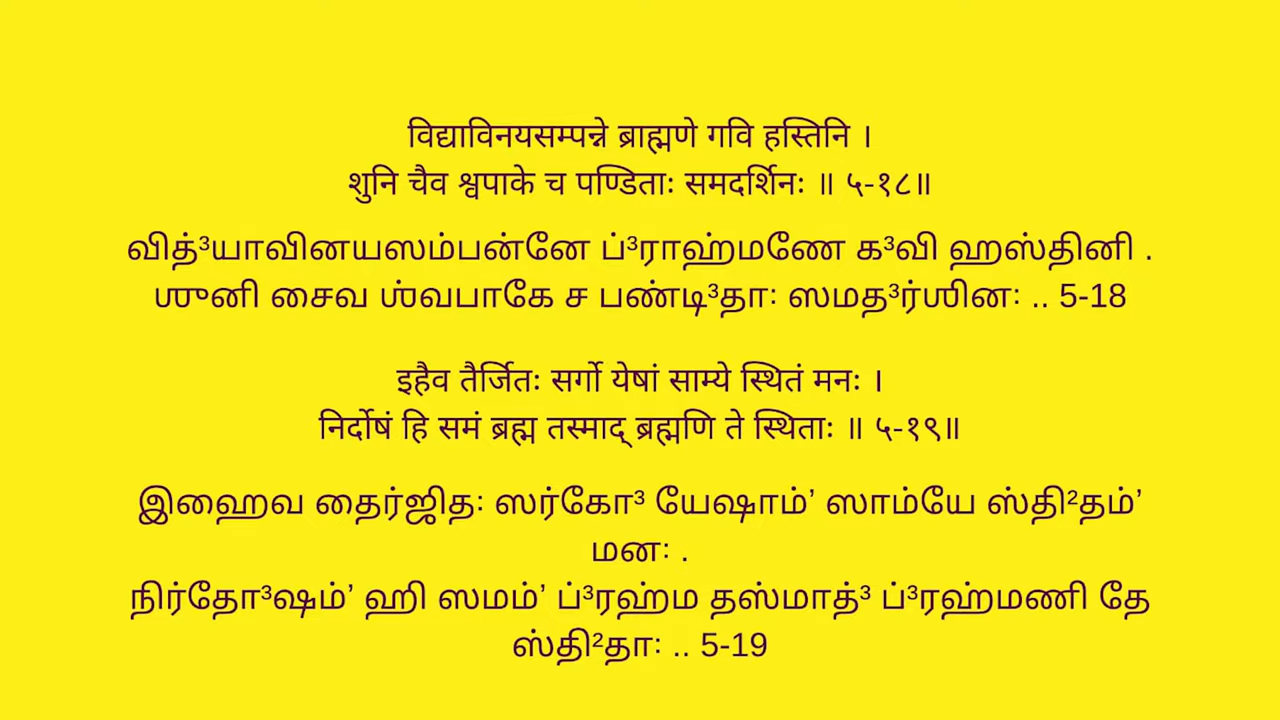 विद्याविनयसम्पन्ने ब्राह्मणे गवि हस्तिनि ।
शुनि चैव श्वपाके च पण्डिताः समदर्शिनः ॥ ५-१८॥
வித்³யாவினயஸம்பன்னே ப்³ராஹ்மணே க³வி ஹஸ்தினி .
ஶுனி சைவ ஶ்வபாகே ச பண்டி³தா꞉ ஸமத³ர்ஶின꞉ .. 5-18
इहैव तैर्जितः सर्गो येषां साम्ये स्थितं मनः ।
निर्दोषं हि समं ब्रह्म तस्माद् ब्रह्मणि ते स्थिताः ॥ ५-१९॥
இஹைவ தைர்ஜித꞉ ஸர்கோ³ யேஷாம்ʼ ஸாம்யே ஸ்தி²தம்ʼ
மன꞉ .
நிர்தோ³ஷம்ʼ ஹி ஸமம்ʼ ப்³ரஹ்ம தஸ்மாத்³ ப்³ரஹ்மணி தே
ஸ்தி²தா꞉ .. 5-19